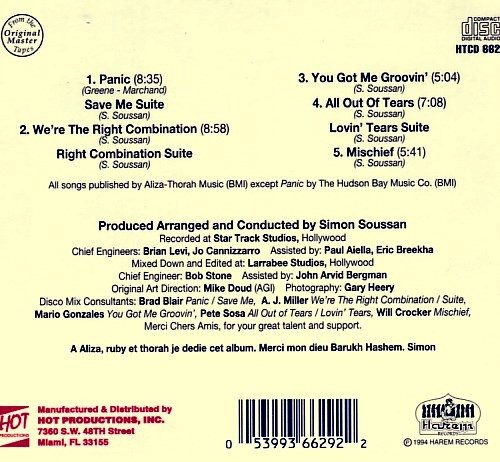 From the
Original
Master
Tapes
COMPACT
disc
DIGITAL AUDIO
HTCD 662
1. Panic (8:35)
(Greene - Marchand)
Save Me Suite
(S. Soussan)
2. We're The Right Combination (8:58)
(S. Soussan)
Right Combination Suite
(S. Soussan)
3. You Got Me Groovin' (5:04)
(S. Soussan)
4. All Out Of Tears (7:08)
(S. Soussan)
Lovin' Tears Suite
(S. Soussan)
5. Mischief (5:41)
(S. Soussan)
All songs published by Aliza-Thorah Music (BMI) except Panic by The Hudson Bay Music Co. (BMI)
Produced Arranged and Conducted by Simon Soussan
Recorded at Star Track Studios, Hollywood
Chief Engineers: Brian Levi, Jo Cannizzarro Assisted by: Paul Aiella, Eric Breekha
Mixed Down and Edited at: Larrabee Studios, Hollywood
Chief Engineer: Bob Stone Assisted by: John Arvid Bergman
Original Art Direction: Mike Doud (AGI) Photography: Gary Heery
Disco Mix Consultants: Brad Blair Panic / Save Me, A. J. Miller We're The Right Combination / Suite,
Mario Gonzales You Got Me Groovin', Pete Sosa All Out of Tears / Lovin' Tears, Will Crocker Mischief,
Merci Chers Amis, for your great talent and support.
A Aliza, ruby et thorah je dedie cet album. Merci mon dieu Barukh Hashem. Simon
HOT
PRODUCTIONS
Manufactured & Distributed by
HOT PRODUCTIONS, INC.
7360 S.W. 48TH Street
Miami, FL 33155
0 53993 66292 2
Harem
RECORDS
℗ 1994 HAREM RECORDS